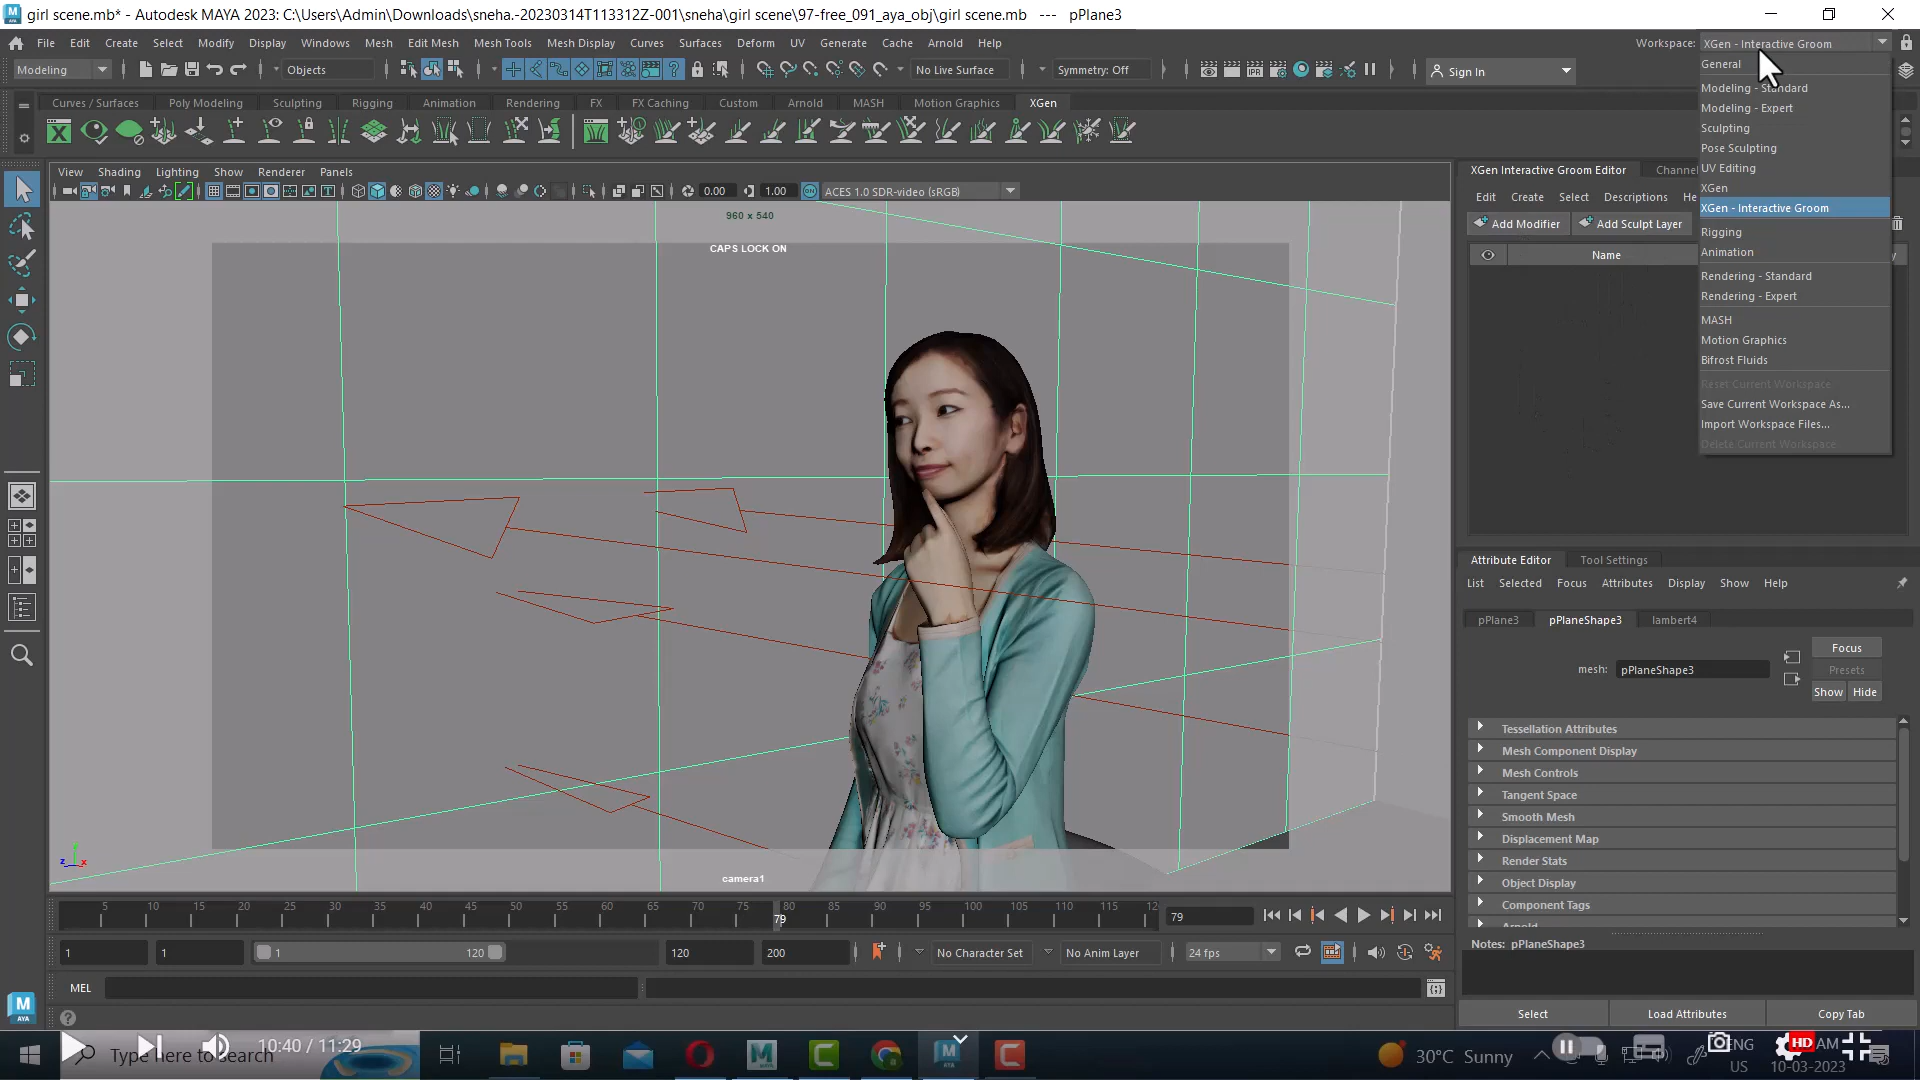 girl scene.mb* - Autodesk MAYA 2023: C:\Users\Admin\Downloads\sneha.-20230314T113312Z-001\sneha\girl scene\97-free_091_aya_obj\girl scene.mb --- pPlane3
File Edit Create Select Modify Display Windows Mesh Edit Mesh Mesh Tools Mesh Display Curves Surfaces Deform UV Generate Cache Arnold Help
Workspace: XGen - Interactive Groom
Modeling Objects No Live Surface Symmetry: Off Sign In
Curves / Surfaces Poly Modeling Sculpting Rigging Animation Rendering FX FX Caching Custom Arnold MASH Motion Graphics XGen
General
Modeling - Standard
Modeling - Expert
Sculpting
Pose Sculpting
UV Editing
XGen
XGen - Interactive Groom
Rigging
Animation
Rendering - Standard
Rendering - Expert
MASH
Motion Graphics
Bifrost Fluids
Reset Current Workspace
Save Current Workspace As...
Import Workspace Files...
Delete Current Workspace
View Shading Lighting Show Renderer Panels
0.00 1.00 ACES 1.0 SDR-video (sRGB)
960 x 540
CAPS LOCK ON
camera1
XGen Interactive Groom Editor Channe
Edit Create Select Descriptions He
Add Modifier Add Sculpt Layer
Name
Attribute Editor Tool Settings
List Selected Focus Attributes Display Show Help
pPlane3 pPlaneShape3 lambert4
Focus
mesh: pPlaneShape3
Presets
Show Hide
Tessellation Attributes
Mesh Component Display
Mesh Controls
Tangent Space
Smooth Mesh
Displacement Map
Render Stats
Object Display
Component Tags
Arnold
Notes: pPlaneShape3
Select Load Attributes Copy Tab
5 10 15 20 25 30 35 40 45 50 55 60 65 70 75 80 85 90 95 100 105 110 115 12
79
79
1 1 1 120 120 200 No Character Set No Anim Layer 24 fps
MEL
Type here to search
10:40 / 11:29
30°C Sunny
ENG
US
HD
AM
10-03-2023